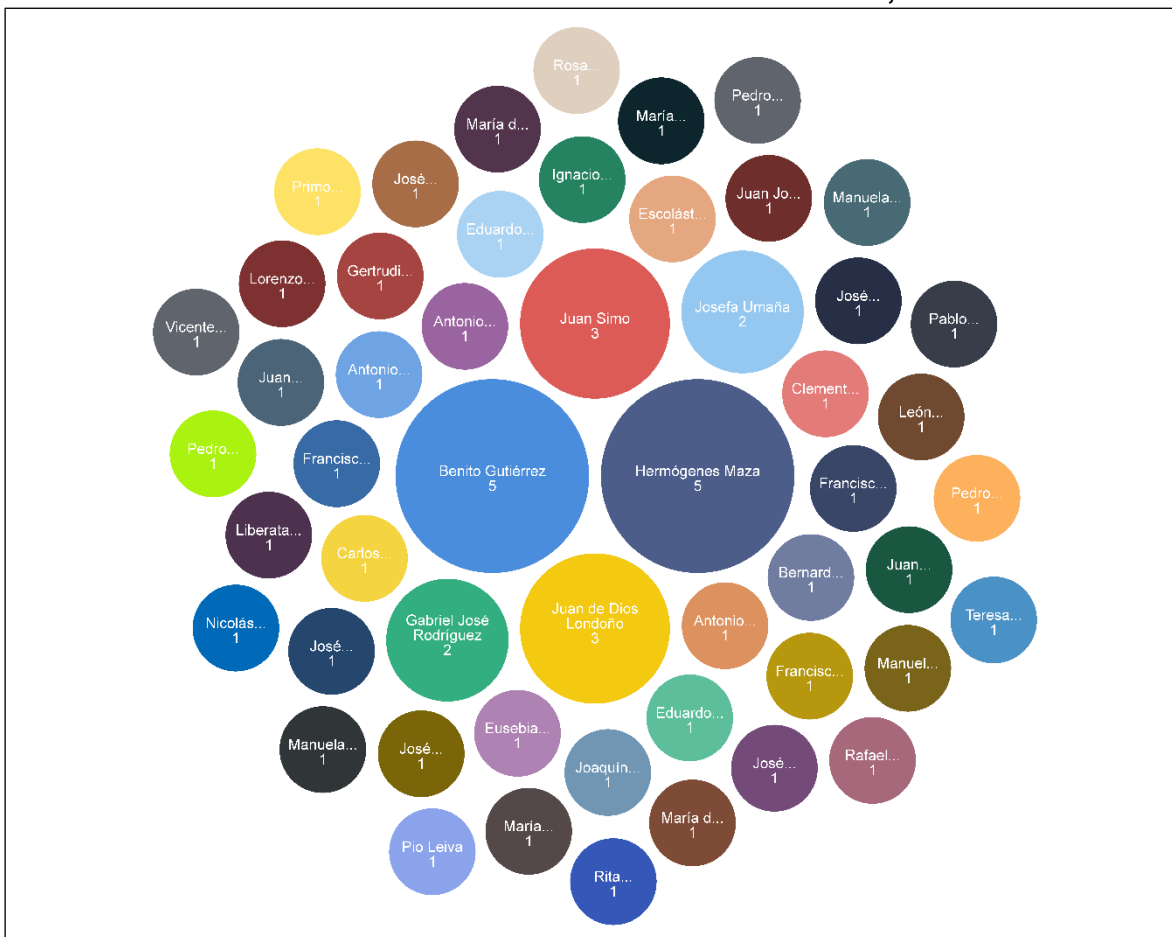 Rosa...
1
María...
1
Pedro...
1
María d...
1
Ignacio...
1
José...
1
Primo...
1
Escolást...
1
Juan Jo...
1
Manuela...
1
Eduardo...
1
Gertrudi...
1
Lorenzo...
1
Antonio...
1
Juan Simo
3
Josefa Umaña
2
José...
1
Pablo...
1
Vicente...
1
Juan...
1
Antonio...
1
Clement...
1
León...
1
Pedro...
1
Francisc...
1
Benito Gutiérrez
5
Hermógenes Maza
5
Francisc...
1
Pedro...
1
Liberata...
1
Carlos...
1
Bernard...
1
Juan...
1
Nicolás...
1
José...
1
Gabriel José
Rodríguez
2
Juan de Dios
Londoño
3
Antonio...
1
Teresa...
1
Francisc...
1
Manuel...
1
Manuela...
1
José...
1
Eusebia...
1
Eduardo...
1
Joaquín...
1
José...
1
Rafael...
1
Pio Leiva
1
María...
1
María d...
1
Rita...
1